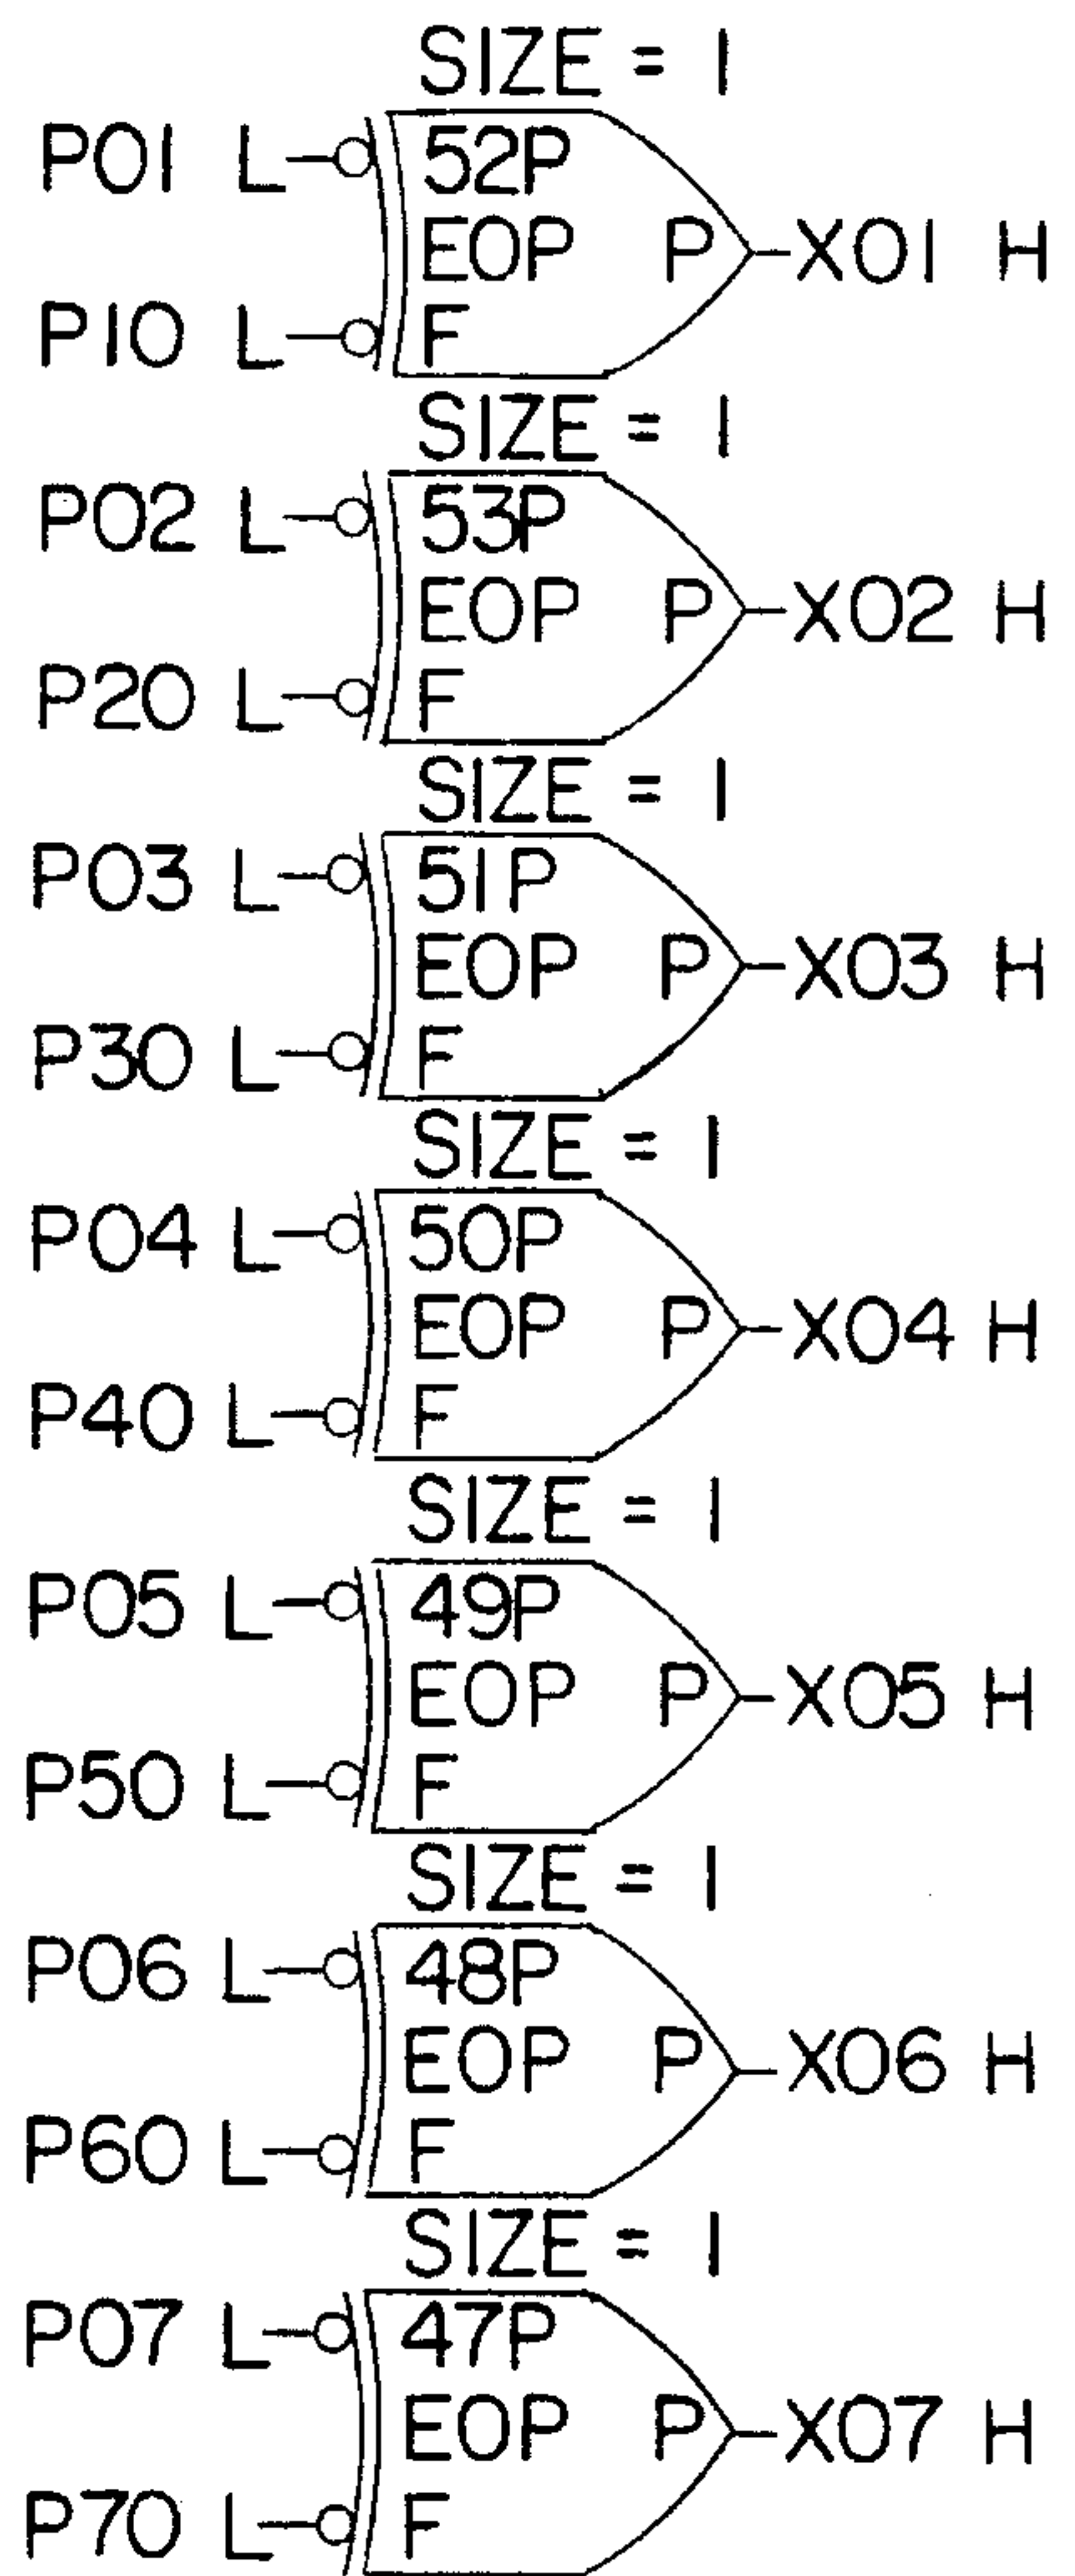 SIZE = 1
P01 L 52P
EOP P X01 H
P10 L F
SIZE = 1
P02 L 53P
EOP P X02 H
P20 L F
SIZE = 1
P03 L 51P
EOP P X03 H
P30 L F
SIZE = 1
P04 L 50P
EOP P X04 H
P40 L F
SIZE = 1
P05 L 49P
EOP P X05 H
P50 L F
SIZE = 1
P06 L 48P
EOP P X06 H
P60 L F
SIZE = 1
P07 L 47P
EOP P X07 H
P70 L F